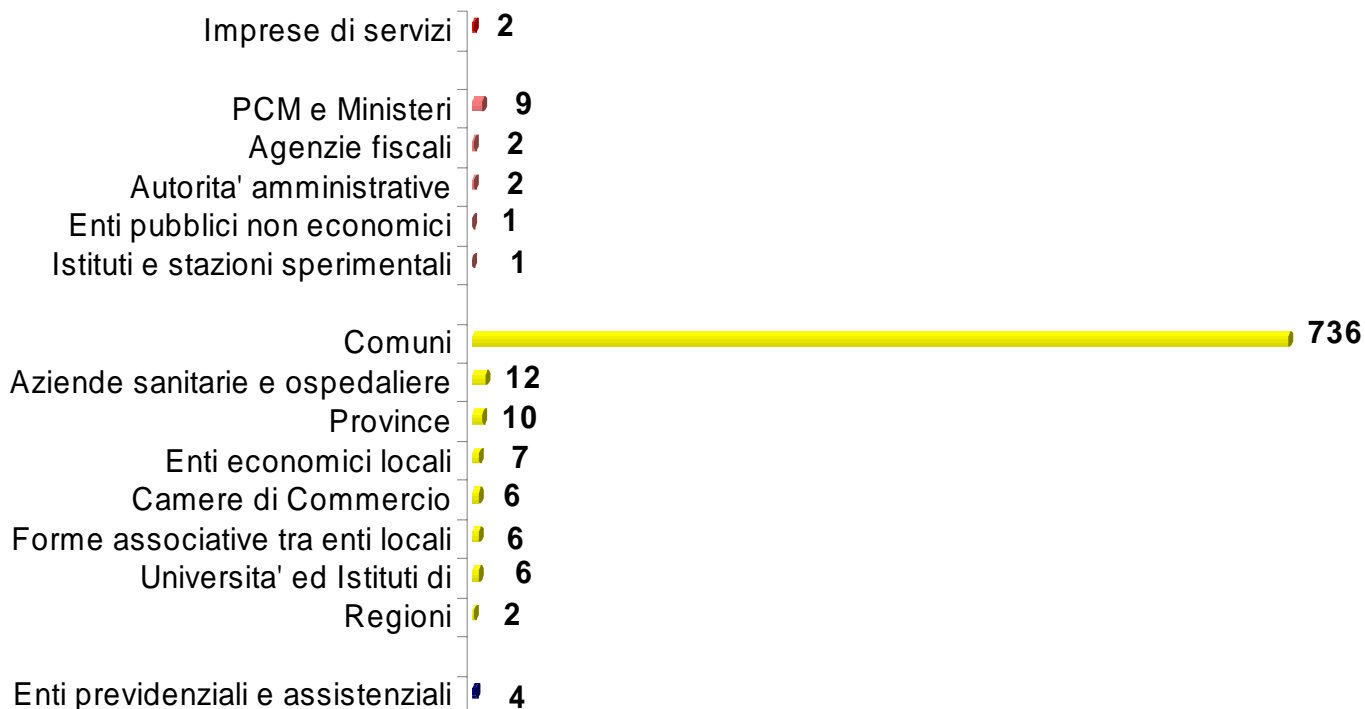 Imprese di servizi 2
PCM e Ministeri 9
Agenzie fiscali 2
Autorita' amministrative 2
Enti pubblici non economici 1
Istituti e stazioni sperimentali 1
Comuni 736
Aziende sanitarie e ospedaliere 12
Province 10
Enti economici locali 7
Camere di Commercio 6
Forme associative tra enti locali 6
Universita' ed Istituti di 6
Regioni 2
Enti previdenziali e assistenziali 4